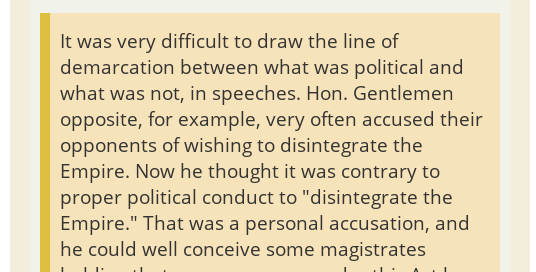 It was very difficult to draw the line of
demarcation between what was political and
what was not, in speeches. Hon. Gentlemen
opposite, for example, very often accused their
opponents of wishing to disintegrate the
Empire. Now he thought it was contrary to
proper political conduct to "disintegrate the
Empire." That was a personal accusation, and
he could well conceive some magistrates